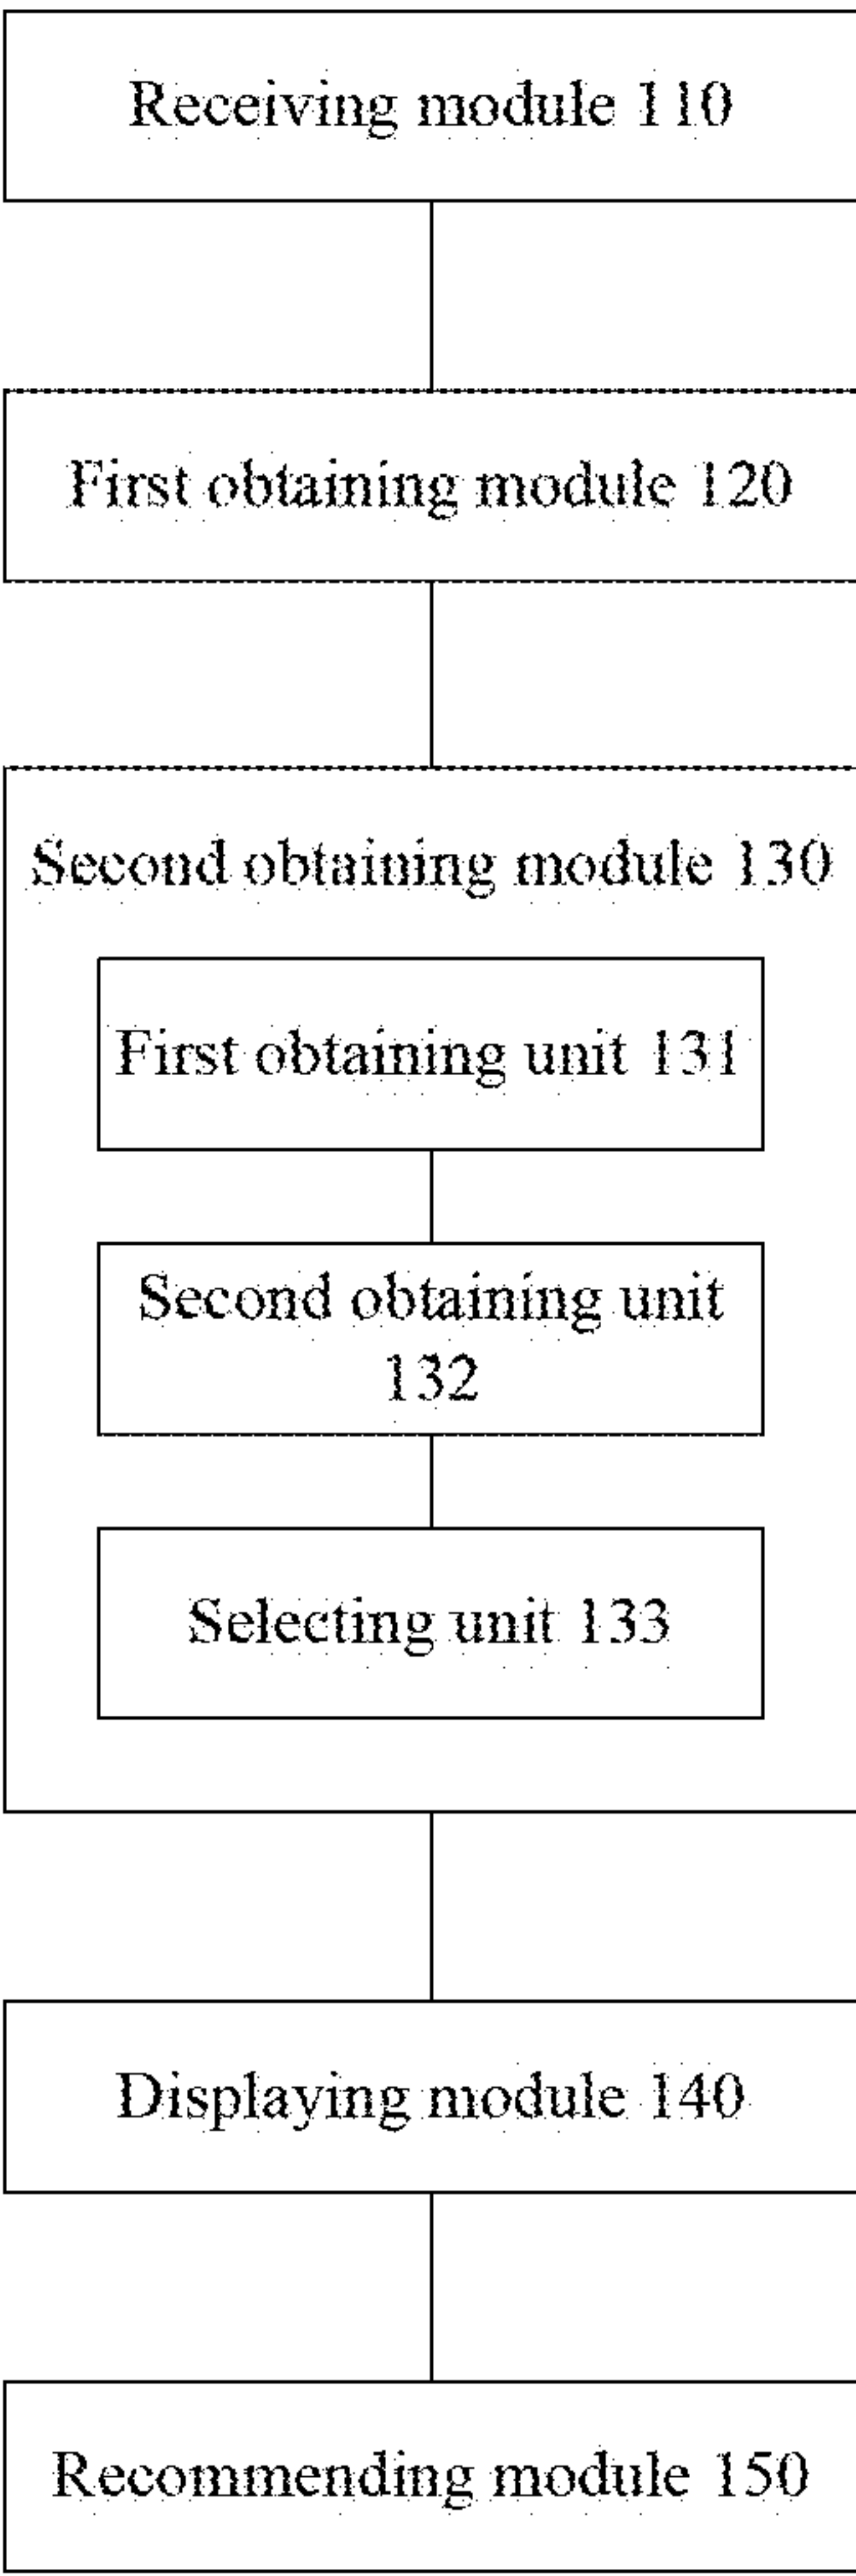 Receiving module 110
First obtaining module 120
Second obtaining module 130
First obtaining unit 131
Second obtaining unit
132
Selecting unit 133
Displaying module 140
Recommending module 150